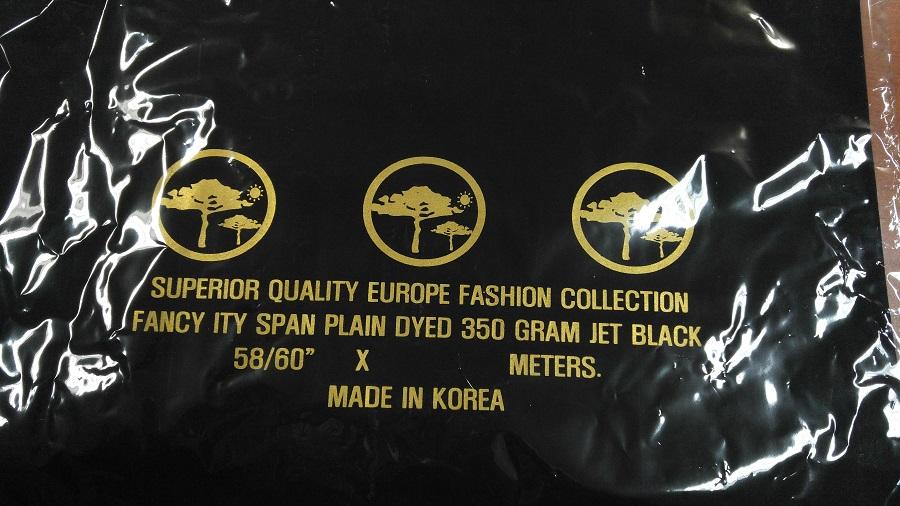 SUPERIOR QUALITY EUROPE FASHION COLLECTION
FANCY ITY SPAN PLAIN DYED 350 GRAM JET BLACK
58/60" X METERS.
MADE IN KOREA